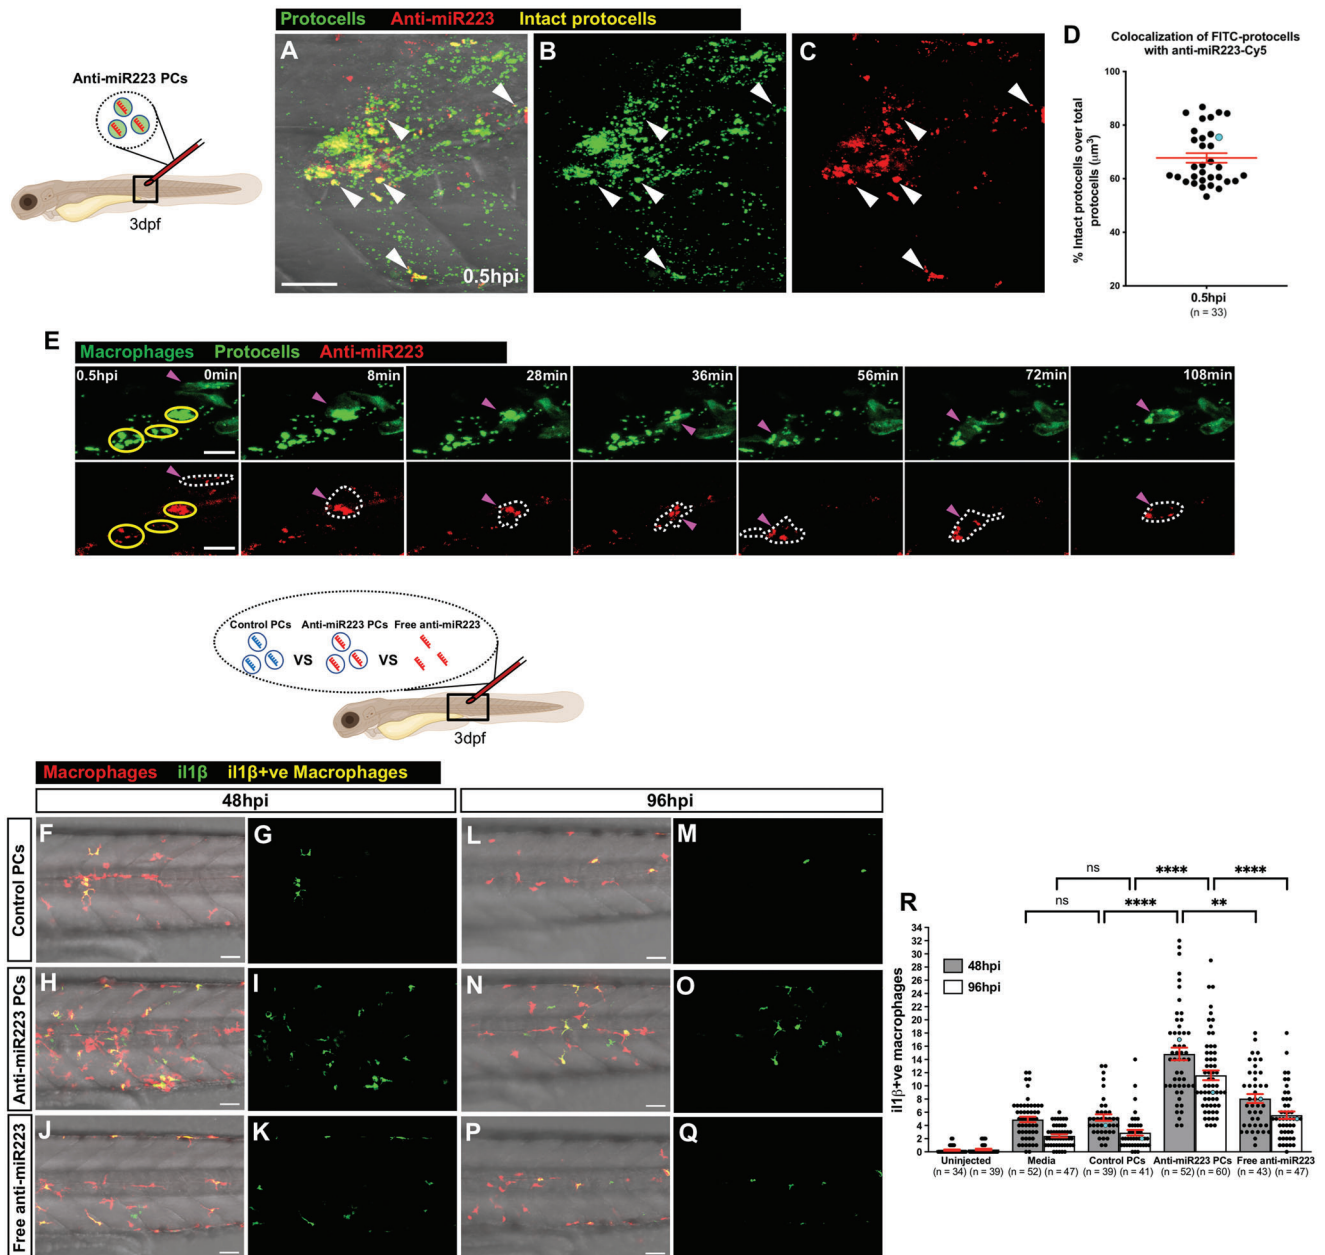 Protocells Anti-miR223 Intact protocells
Anti-miR223 PCs
3dpf
A
0.5hpi
B
C
D
Colocalization of FITC-protocells
with anti-miR223-Cy5
% Intact protocells over total
protocells (μm³)
100
80
60
40
20
0.5hpi
(n = 33)
E
Macrophages Protocells Anti-miR223
0.5hpi 0min 8min 28min 36min 56min 72min 108min
Control PCs Anti-miR223 PCs Free anti-miR223
VS VS
3dpf
Macrophages il1β il1β+ve Macrophages
48hpi 96hpi
Control PCs
F G L M
Anti-miR223 PCs
H I N O
Free anti-miR223
J K P Q
R
ns **** ****
ns **** **
il1β+ve macrophages
34
32
30
28
26
24
22
20
18
16
14
12
10
8
6
4
2
0
48hpi
96hpi
Uninjected Media Control PCs Anti-miR223 PCs Free anti-miR223
(n = 34) (n = 39) (n = 52) (n = 47) (n = 39) (n = 41) (n = 52) (n = 60) (n = 43) (n = 47)